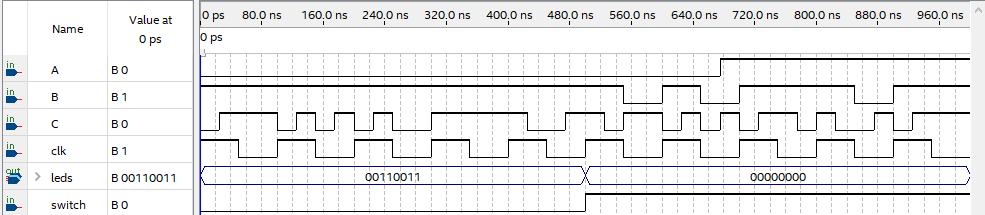 Name
Value at
0 ps
0 ps 80.0 ns 160.0 ns 240.0 ns 320.0 ns 400.0 ns 480.0 ns 560.0 ns 640.0 ns 720.0 ns 800.0 ns 880.0 ns 960.0 ns
0 ps
in A B 0
in B B 1
in C B 0
in clk B 1
out leds B 00110011 00110011 00000000
in switch B 0